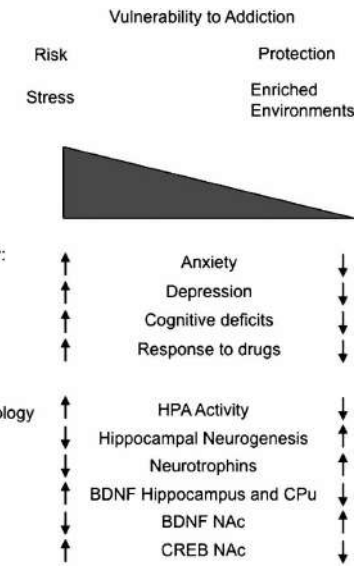 Vulnerability to Addiction
Risk Protection
Stress Enriched
Environments
↑ Anxiety ↓
↑ Depression ↓
↑ Cognitive deficits ↓
↑ Response to drugs ↓
↑ HPA Activity ↓
↓ Hippocampal Neurogenesis ↑
↓ Neurotrophins ↑
↑ BDNF Hippocampus and CPu ↓
↓ BDNF NAc ↑
↑ CREB NAc ↓